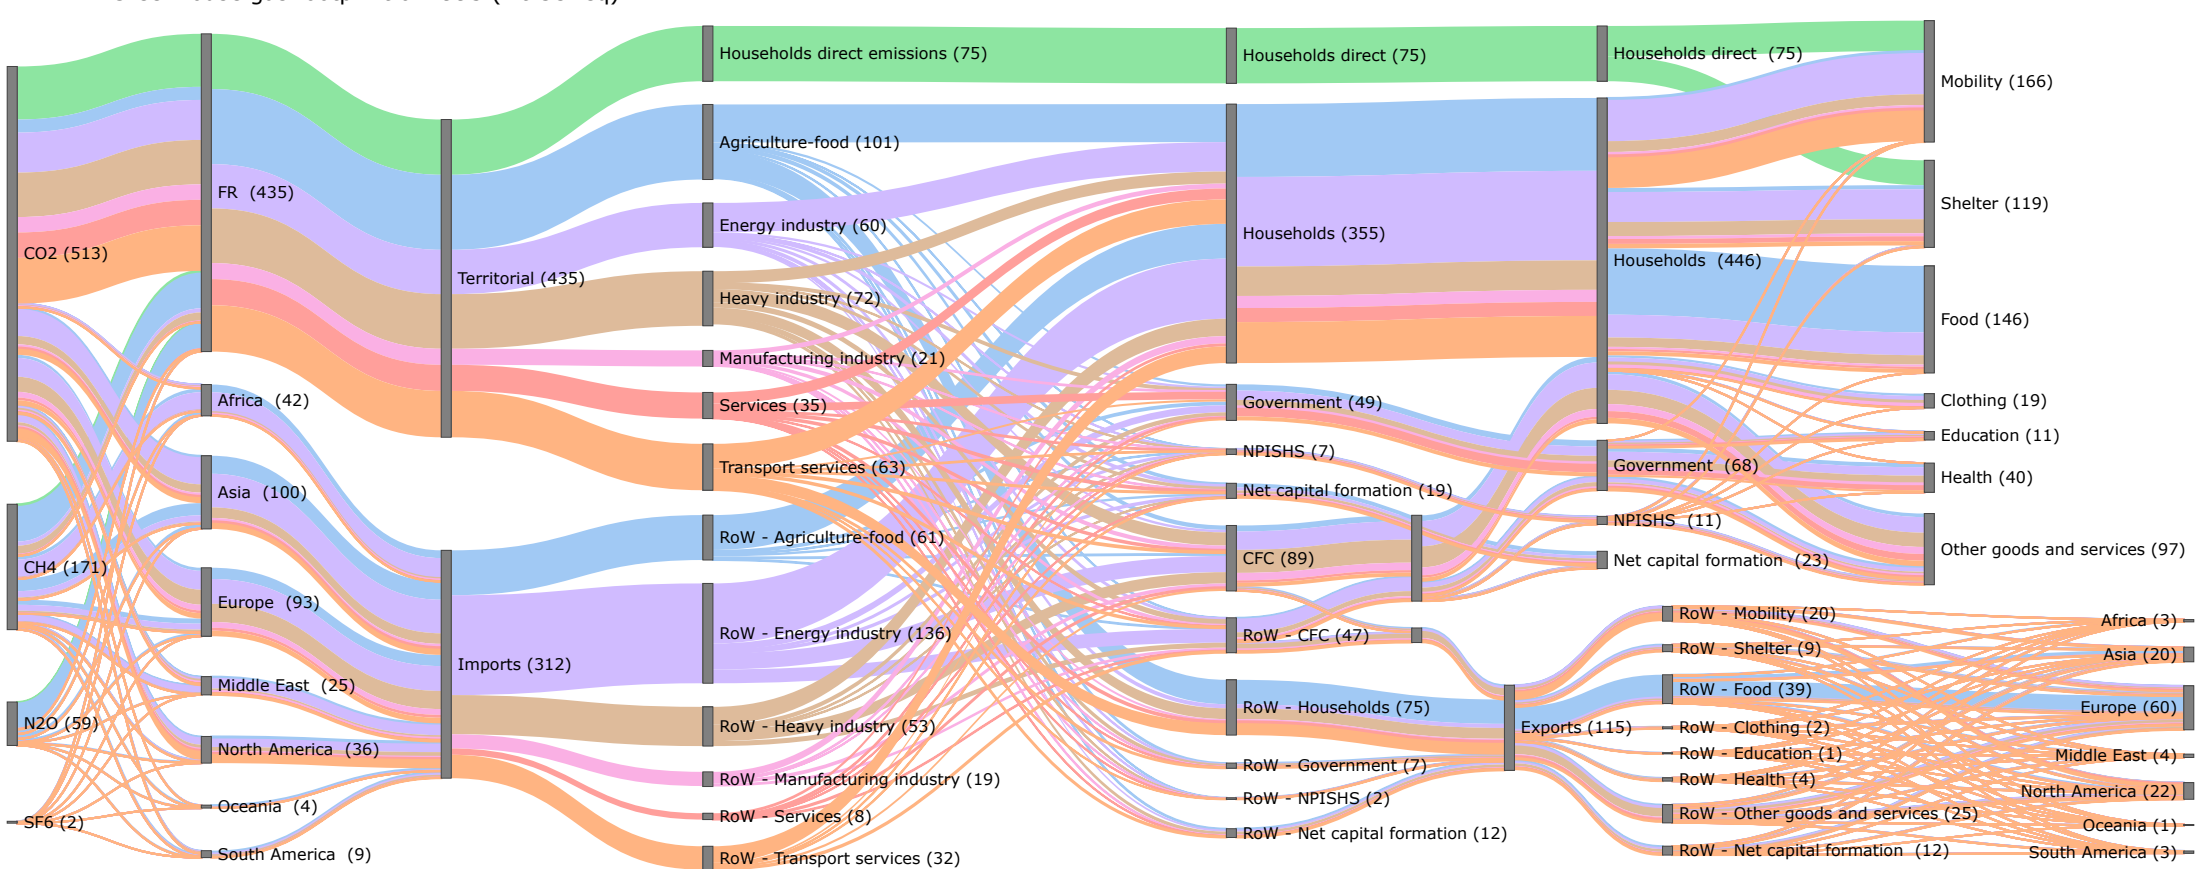 CO2 (513)
CH4 (171)
N2O (59)
SF6 (2)
FR (435)
Africa (42)
Asia (100)
Europe (93)
Middle East (25)
North America (36)
Oceania (4)
South America (9)
Territorial (435)
Imports (312)
Households direct emissions (75)
Agriculture-food (101)
Energy industry (60)
Heavy industry (72)
Manufacturing industry (21)
Services (35)
Transport services (63)
RoW - Agriculture-food (61)
RoW - Energy industry (136)
RoW - Heavy industry (53)
RoW - Manufacturing industry (19)
RoW - Services (8)
RoW - Transport services (32)
Households direct (75)
Households (355)
Government (49)
NPISHS (7)
Net capital formation (19)
CFC (89)
RoW - CFC (47)
RoW - Households (75)
RoW - Government (7)
RoW - NPISHS (2)
RoW - Net capital formation (12)
Exports (115)
Households direct (75)
Households (446)
Government (68)
NPISHS (11)
Net capital formation (23)
RoW - Mobility (20)
RoW - Shelter (9)
RoW - Food (39)
RoW - Clothing (2)
RoW - Education (1)
RoW - Health (4)
RoW - Other goods and services (25)
RoW - Net capital formation (12)
Mobility (166)
Shelter (119)
Food (146)
Clothing (19)
Education (11)
Health (40)
Other goods and services (97)
Africa (3)
Asia (20)
Europe (60)
Middle East (4)
North America (22)
Oceania (1)
South America (3)